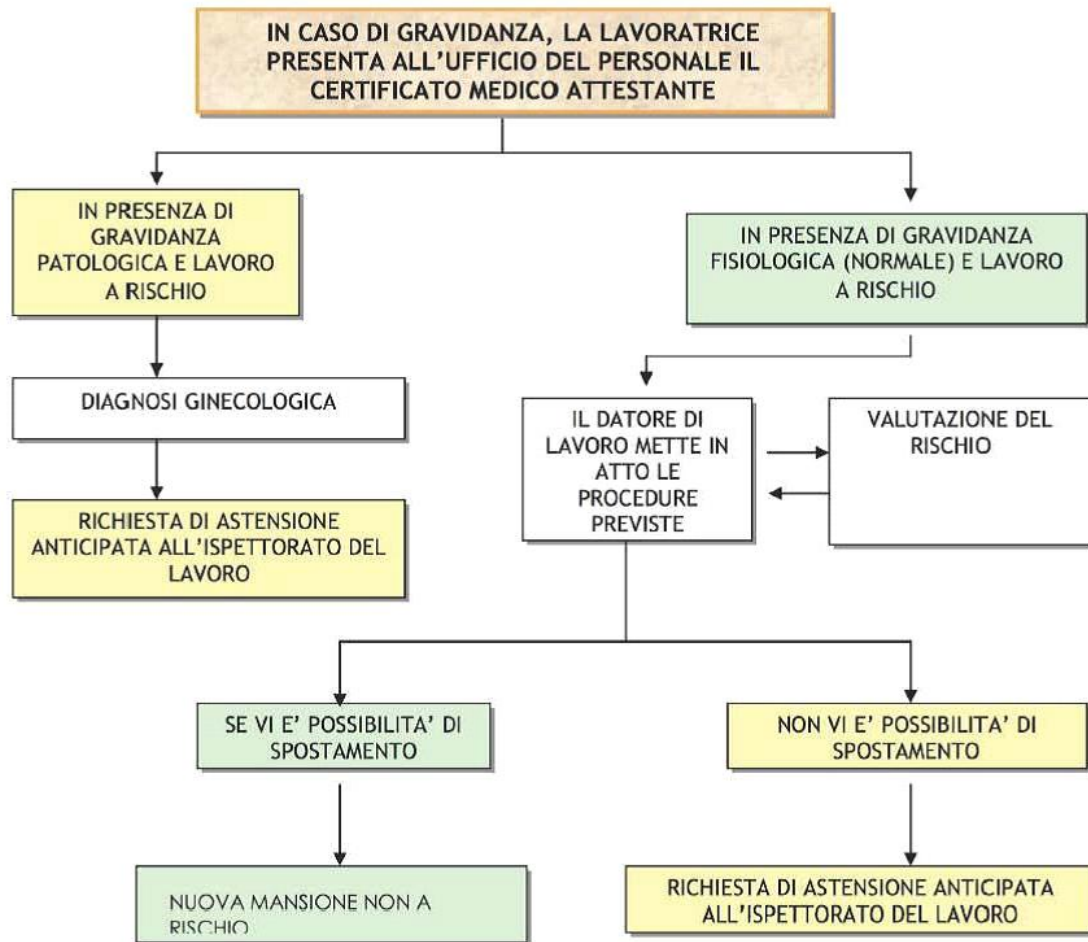 IN CASO DI GRAVIDANZA, LA LAVORATRICE
PRESENTA ALL'UFFICIO DEL PERSONALE IL
CERTIFICATO MEDICO ATTESTANTE
IN PRESENZA DI
GRAVIDANZA
PATOLOGICA E LAVORO
A RISCHIO
IN PRESENZA DI GRAVIDANZA
FISIOLOGICA (NORMALE) E LAVORO
A RISCHIO
DIAGNOSI GINECOLOGICA
IL DATORE DI
LAVORO METTE IN
ATTO LE
PROCEDURE
PREVISTE
VALUTAZIONE DEL
RISCHIO
RICHIESTA DI ASTENSIONE
ANTICIPATA ALL'ISPETTORATO DEL
LAVORO
SE VI E' POSSIBILITA' DI
SPOSTAMENTO
NON VI E' POSSIBILITA' DI
SPOSTAMENTO
NUOVA MANSIONE NON A
RISCHIO
RICHIESTA DI ASTENSIONE ANTICIPATA
ALL'ISPETTORATO DEL LAVORO